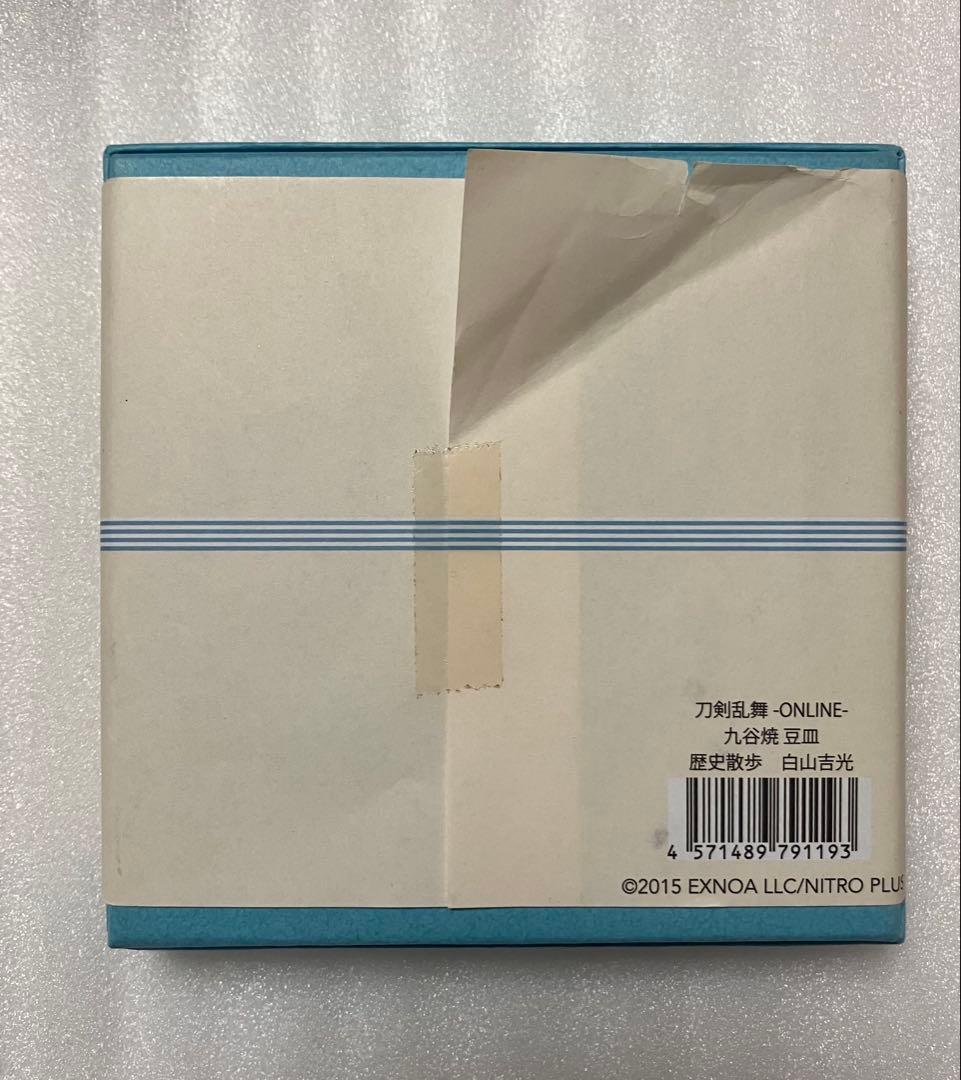 刀剣乱舞 -ONLINE-
九谷焼 豆皿
歴史散歩　白山吉光
4 571489 791193
©2015 EXNOA LLC/NITRO PLUS